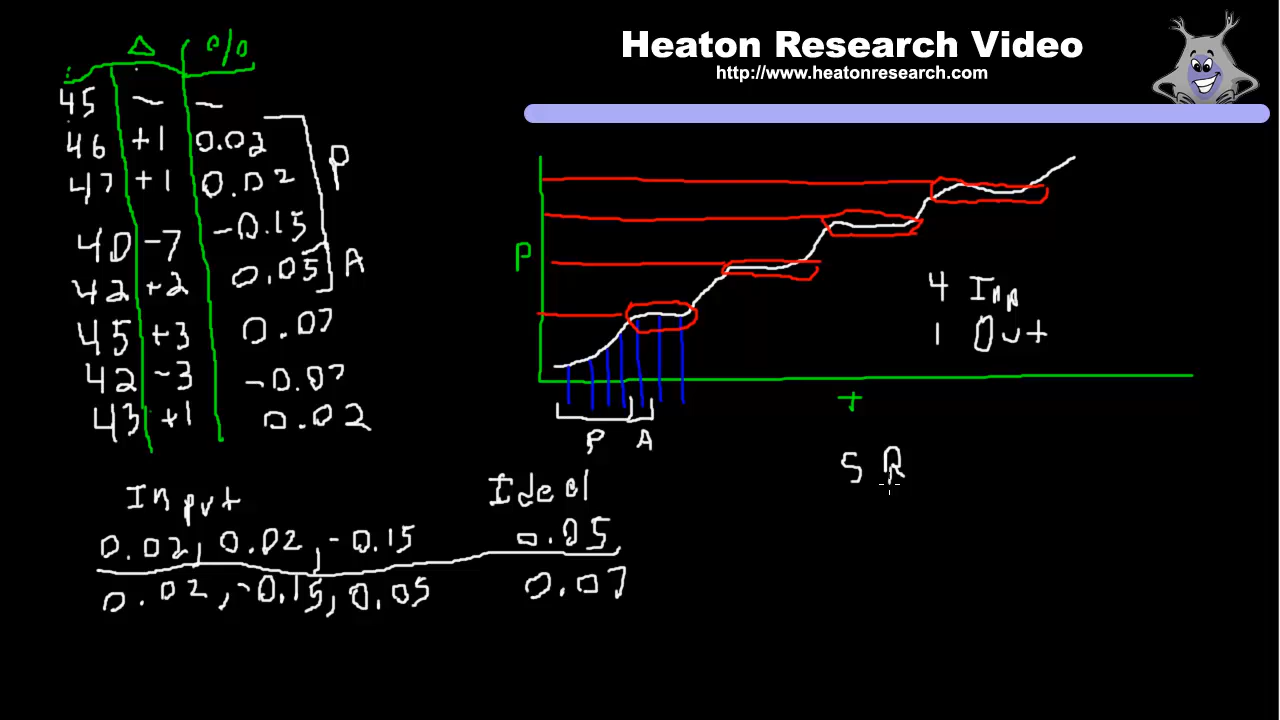 Heaton Research Video
http://www.heatonresearch.com
Δ 0/0
45 — —
46 +1 0.02
47 +1 0.02 P
40 -7 -0.15
42 +2 0.05 A
45 +3 0.07
42 -3 -0.07
43 +1 0.02
P
4 Inp
1 Out
t
P A
5 R
Input Ideal
0.02, 0.02, -0.15 0.05
0.02, -0.15, 0.05 0.07